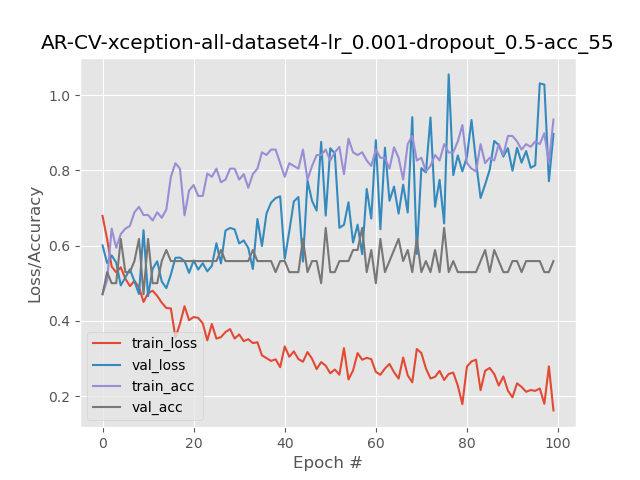 AR-CV-xception-all-dataset4-lr_0.001-dropout_0.5-acc_55
Loss/Accuracy
1.0
0.8
0.6
0.4
0.2
train_loss
val_loss
train_acc
val_acc
0 20 40 60 80 100
Epoch #